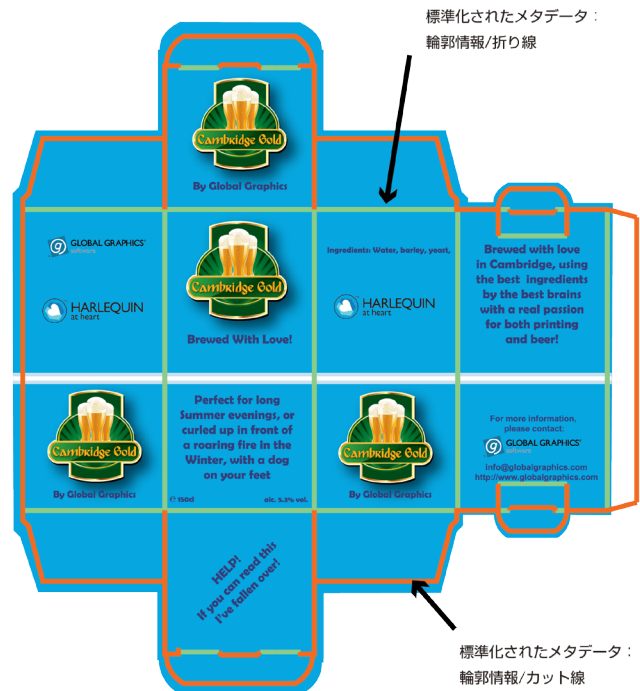 標準化されたメタデータ：
輪郭情報/折り線
Cambridge Gold
By Global Graphics
g GLOBAL GRAPHICS®
software
HARLEQUIN
at heart
Cambridge Gold
Brewed With Love!
Ingredients: Water, barley, yeast,
HARLEQUIN
at heart
Brewed with love
in Cambridge, using
the best ingredients
by the best brains
with a real passion
for both printing
and beer!
Cambridge Gold
By Global Graphics
Perfect for long
Summer evenings, or
curled up in front of
a roaring fire in the
Winter, with a dog
on your feet
℮ 150cl
alc. 5.3% vol.
Cambridge Gold
By Global Graphics
For more information,
please contact:
g GLOBAL GRAPHICS®
software
info@globalgraphics.com
http://www.globalgraphics.com
HELP!
If you can read this
I've fallen over!
標準化されたメタデータ：
輪郭情報/カット線